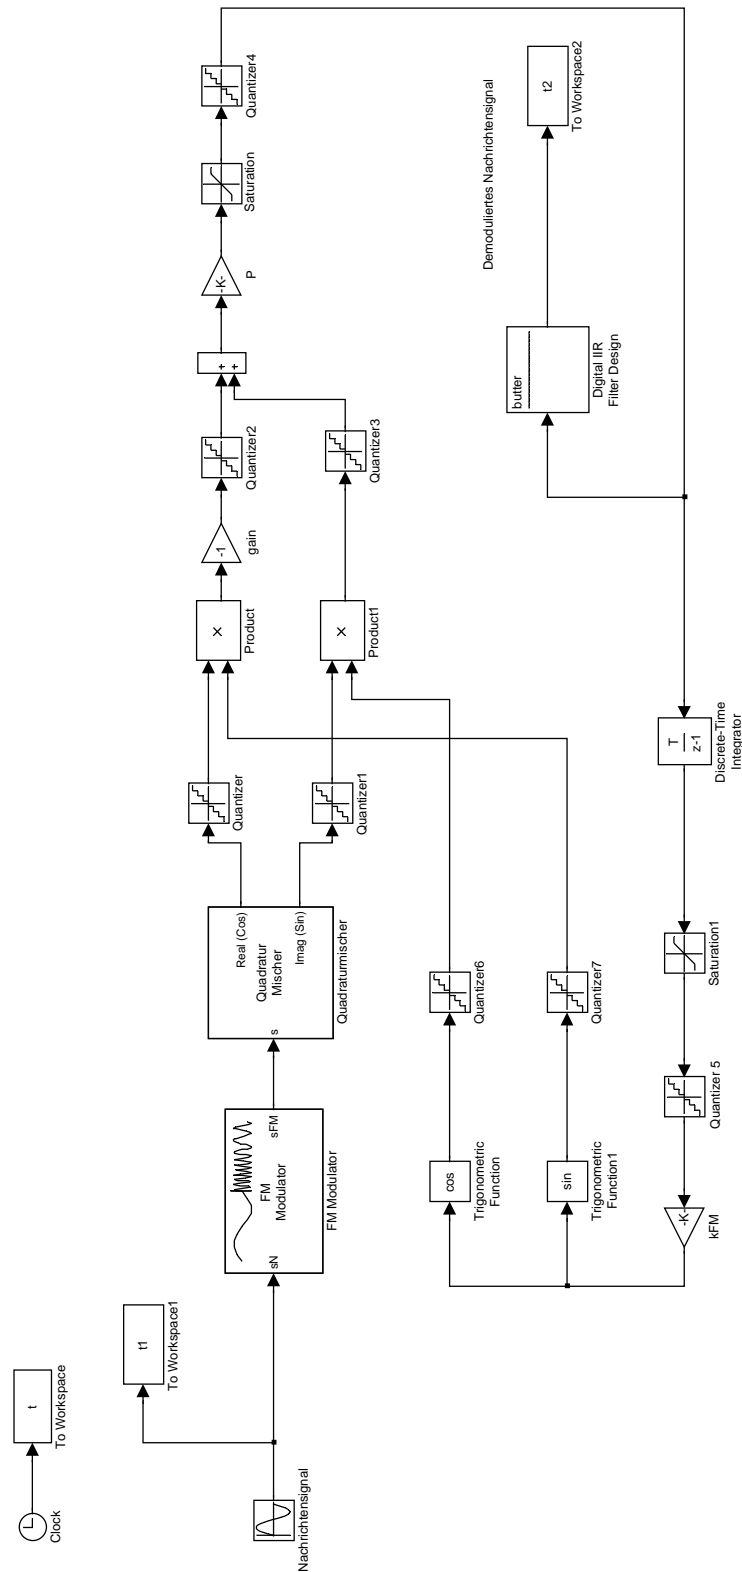 Clock
t
To Workspace
Nachrichtensignal
t1
To Workspace1
sN
FM
Modulator
sFM
FM Modulator
s
Quadratur
Mischer
Real (Cos)
Imag (Sin)
Quadraturmischer
Quantizer
Quantizer1
x
Product
x
Product1
-1
gain
Quantizer2
Quantizer3
+
+
-K-
P
Saturation
Quantizer4
cos
Trigonometric
Function
sin
Trigonometric
Function1
Quantizer6
Quantizer7
butter
Digital IIR
Filter Design
Demoduliertes Nachrichtensignal
t2
To Workspace2
-K-
kFM
Quantizer 5
Saturation1
T
z-1
Discrete-Time
Integrator